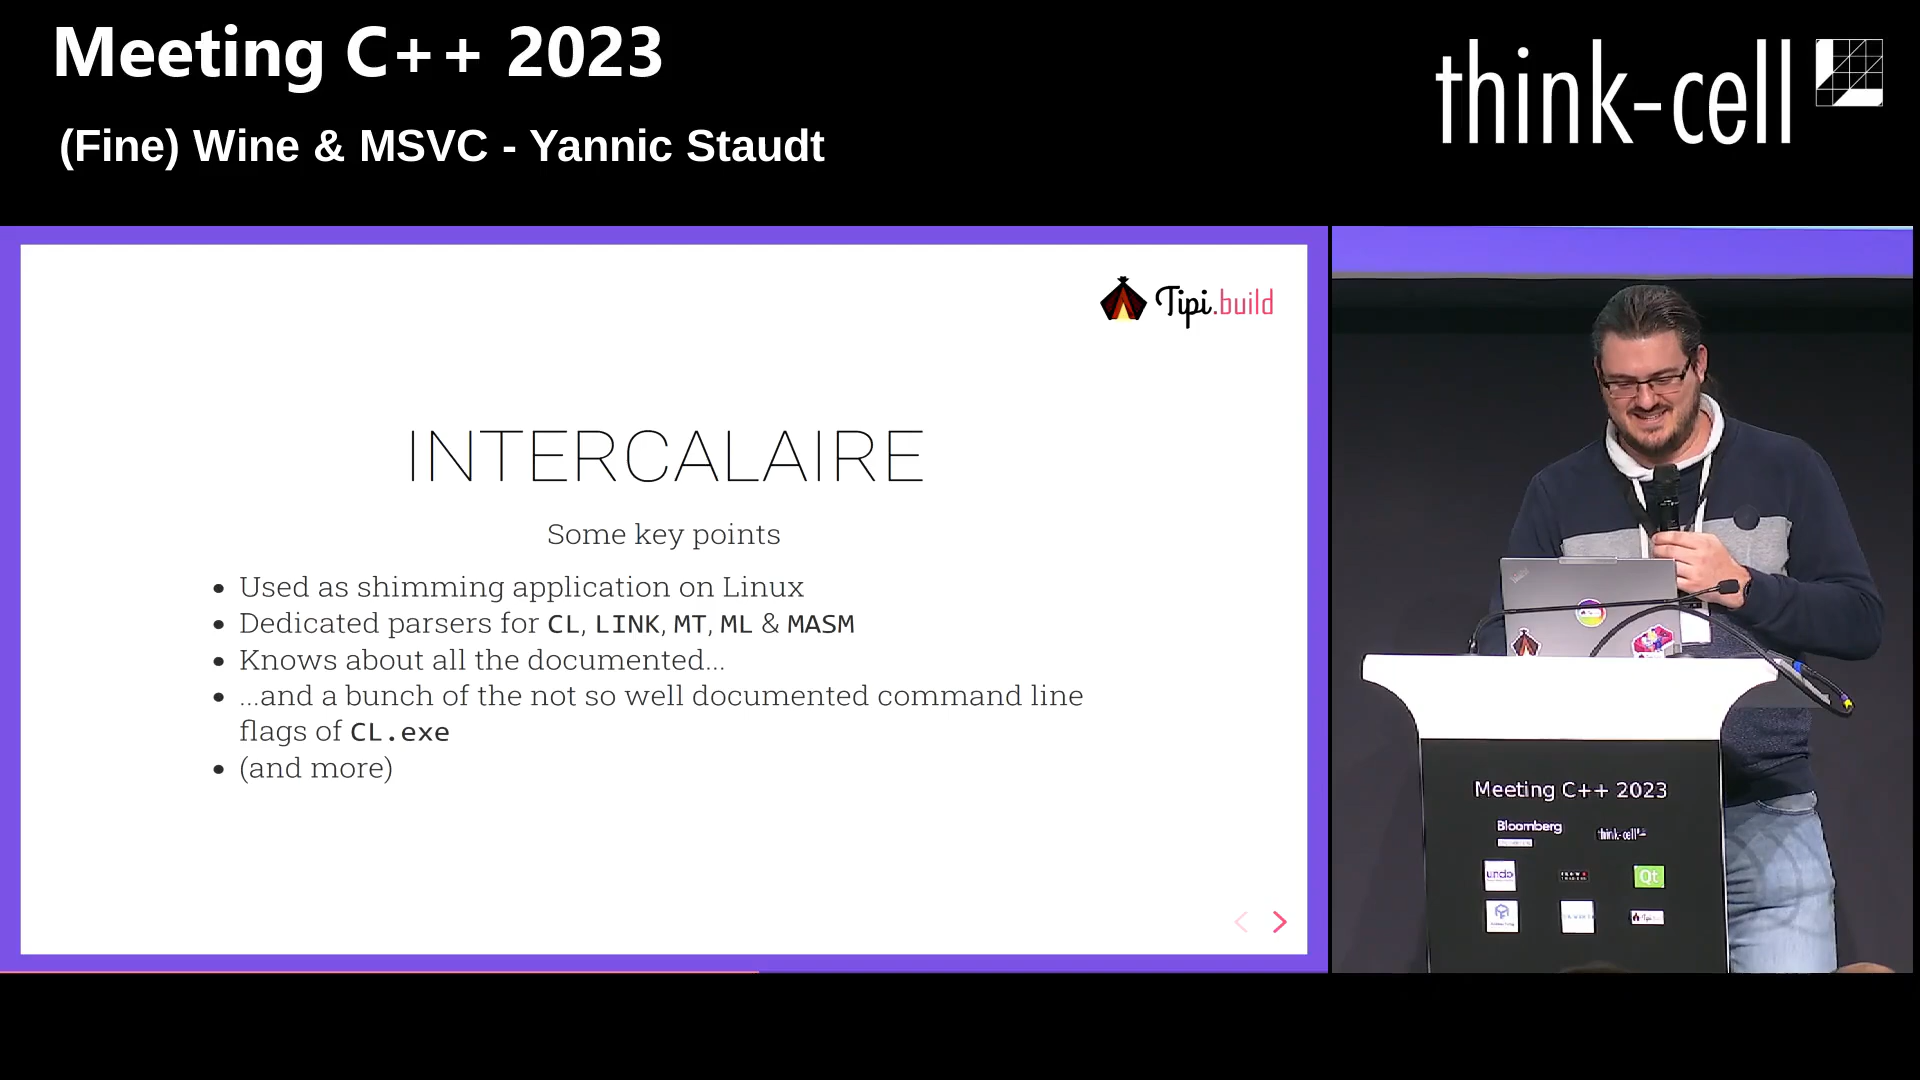 Meeting C++ 2023
(Fine) Wine & MSVC - Yannic Staudt
think-cell
Tipi.build
INTERCALAIRE
Some key points
• Used as shimming application on Linux
• Dedicated parsers for CL, LINK, MT, ML & MASM
• Knows about all the documented...
• ...and a bunch of the not so well documented command line
flags of CL.exe
• (and more)
ThinkPad
Meeting C++ 2023
Bloomberg
think-cell
undo
Qt
Tipi